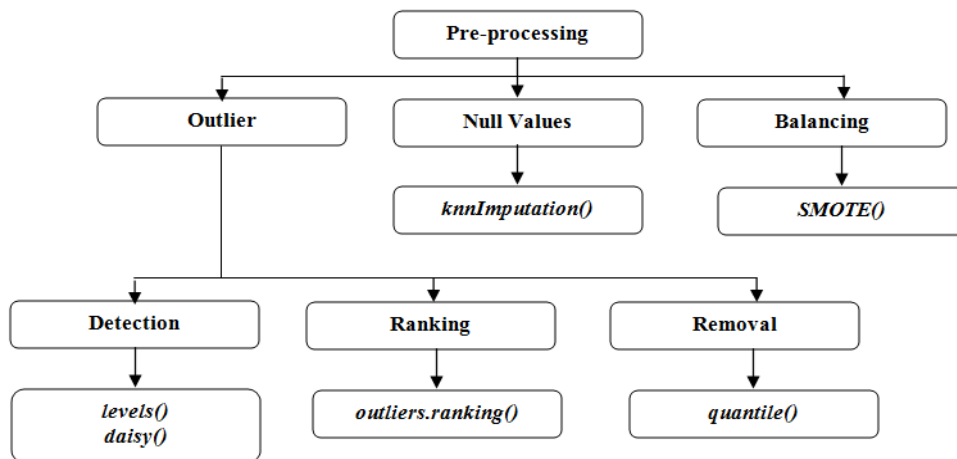 Pre-processing
Outlier
Null Values
Balancing
knnImputation()
SMOTE()
Detection
Ranking
Removal
levels()
daisy()
outliers.ranking()
quantile()